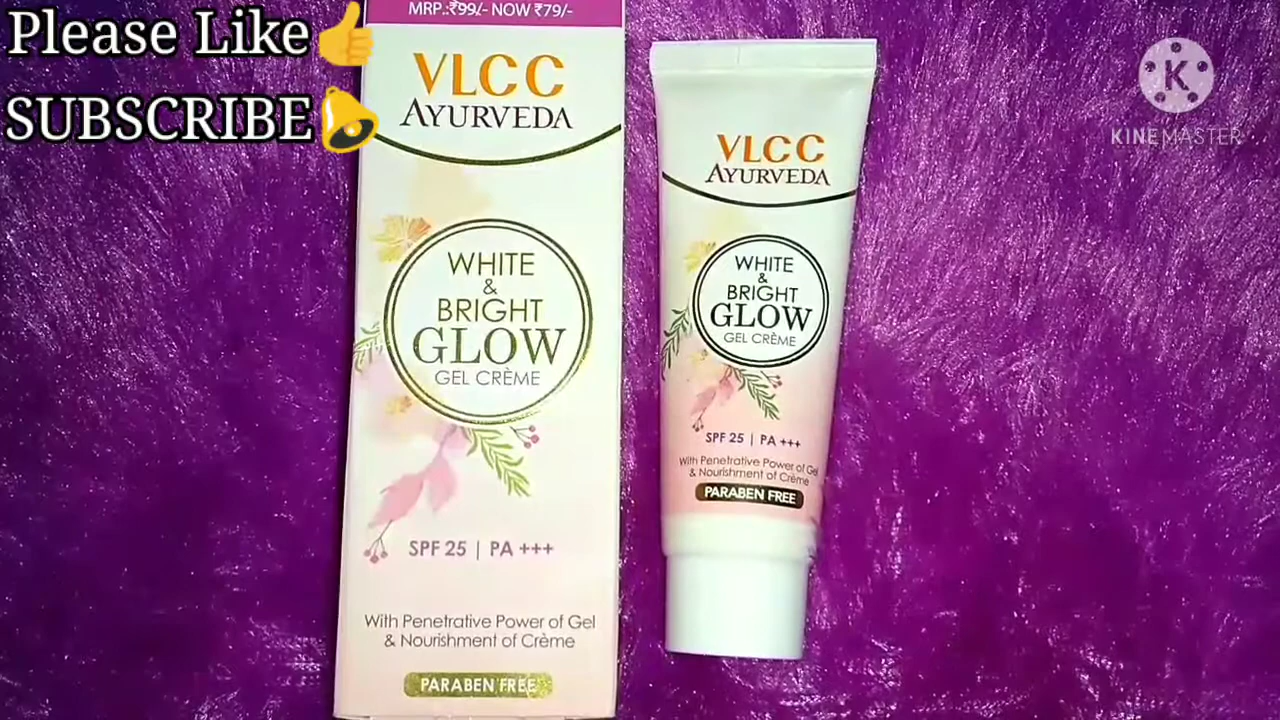 Please Like👍
SUBSCRIBE🔔
MRP.:₹99/- NOW ₹79/-
VLCC
AYURVEDA
WHITE
&
BRIGHT
GLOW
GEL CRÈME
SPF 25 | PA +++
With Penetrative Power of Gel
& Nourishment of Crème
PARABEN FREE
VLCC
AYURVEDA
WHITE
&
BRIGHT
GLOW
GEL CRÈME
SPF 25 | PA +++
With Penetrative Power of Gel
& Nourishment of Crème
PARABEN FREE
K
KINEMASTER